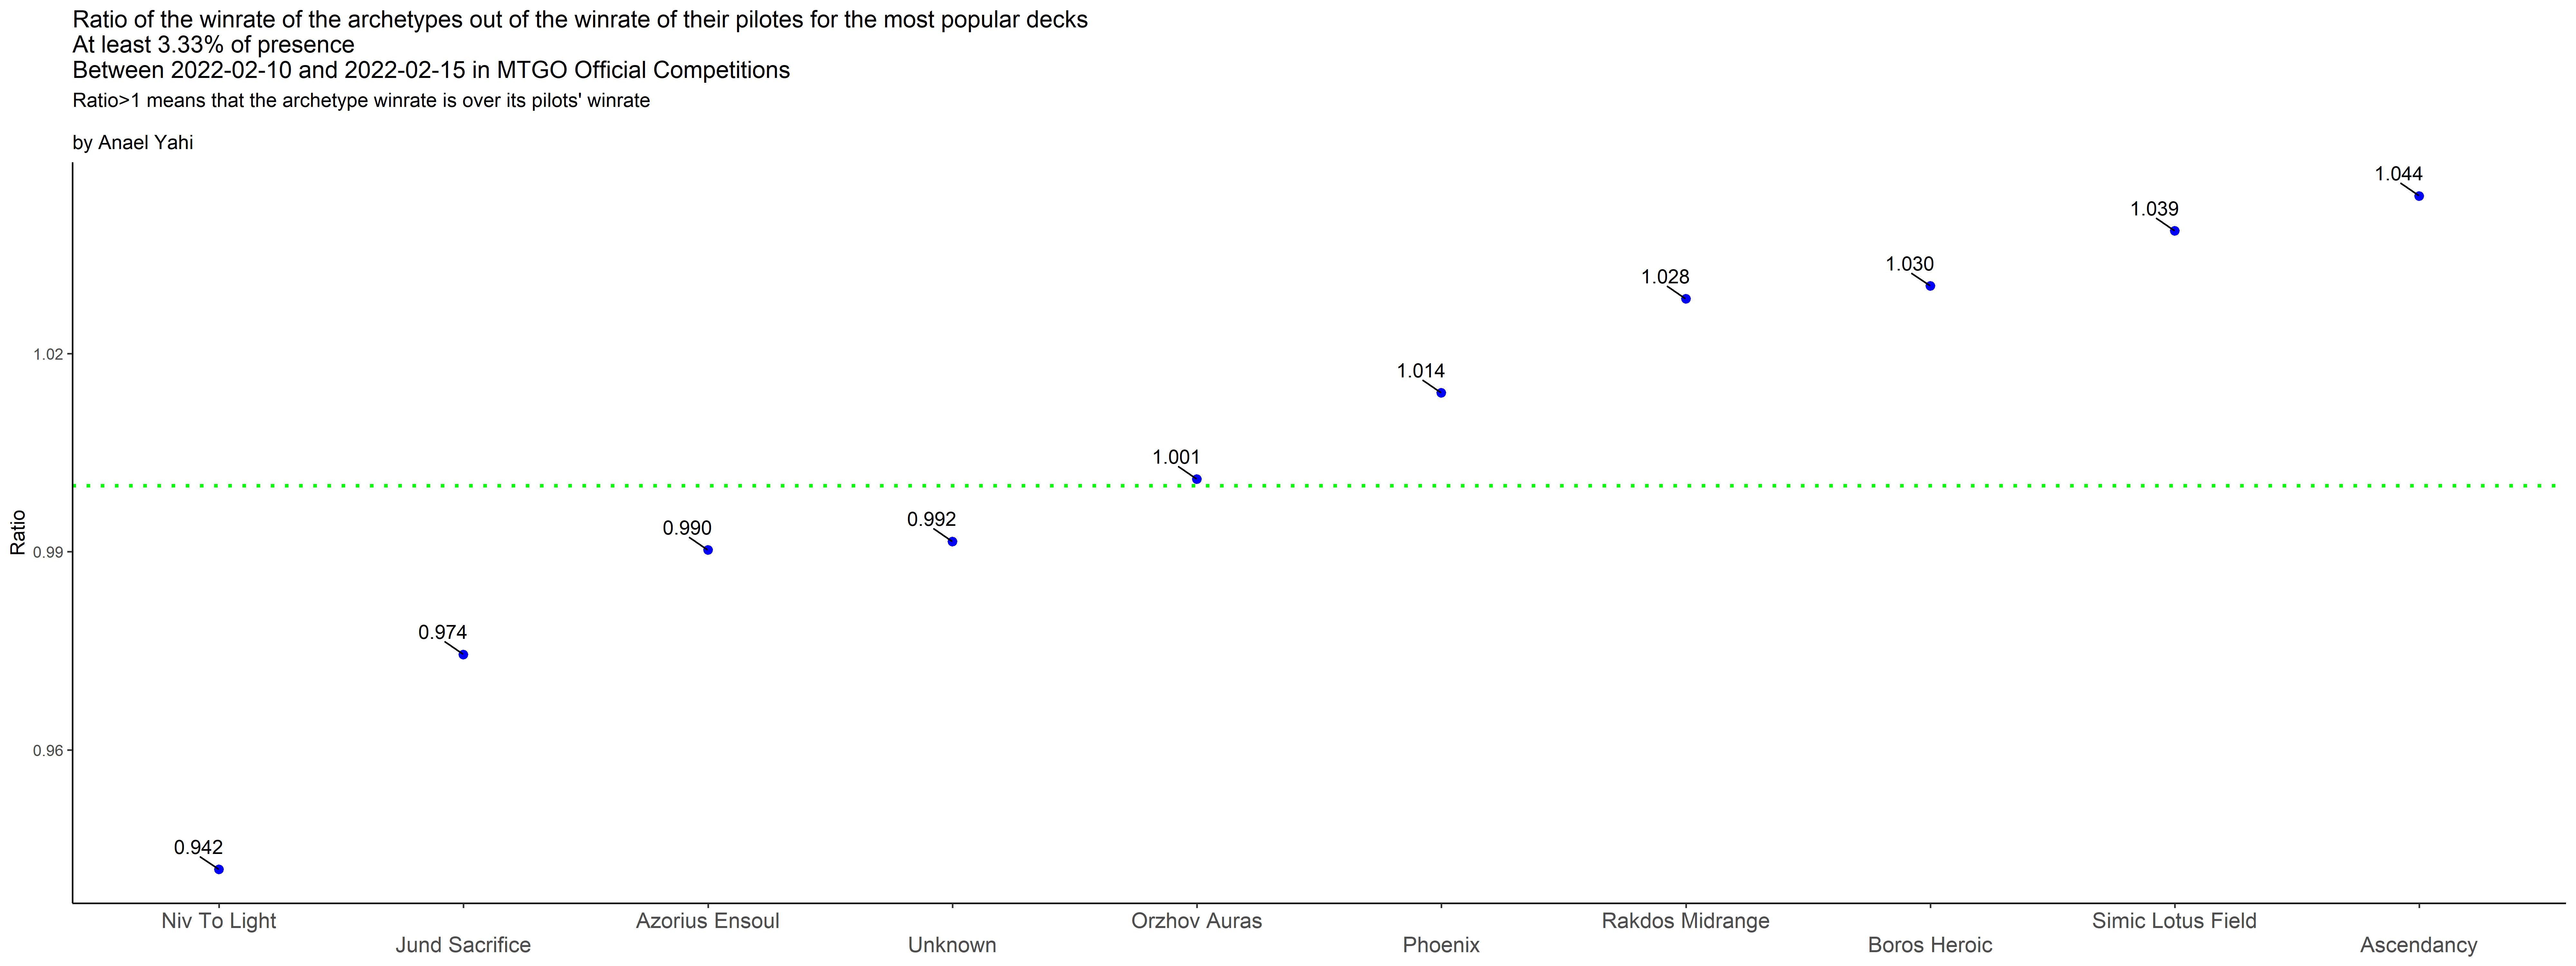 Ratio of the winrate of the archetypes out of the winrate of their pilotes for the most popular decks
At least 3.33% of presence
Between 2022-02-10 and 2022-02-15 in MTGO Official Competitions
Ratio>1 means that the archetype winrate is over its pilots' winrate
by Anael Yahi
1.044
1.039
1.030
1.028
1.02
1.014
1.001
0.992
0.990
Ratio
0.99
0.974
0.96
0.942
Niv To Light
Jund Sacrifice
Azorius Ensoul
Unknown
Orzhov Auras
Phoenix
Rakdos Midrange
Boros Heroic
Simic Lotus Field
Ascendancy